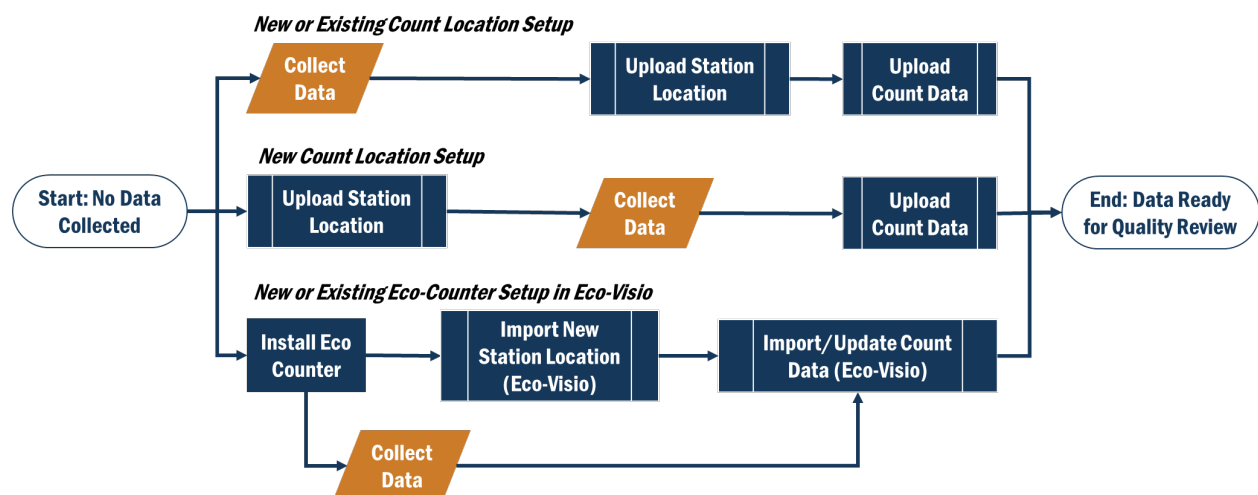 New or Existing Count Location Setup
Collect
Data
Upload Station
Location
Upload
Count Data
New Count Location Setup
Start: No Data
Collected
Upload Station
Location
Collect
Data
Upload
Count Data
End: Data Ready
for Quality Review
New or Existing Eco-Counter Setup in Eco-Visio
Install Eco
Counter
Import New
Station Location
(Eco-Visio)
Import/Update Count
Data (Eco-Visio)
Collect
Data